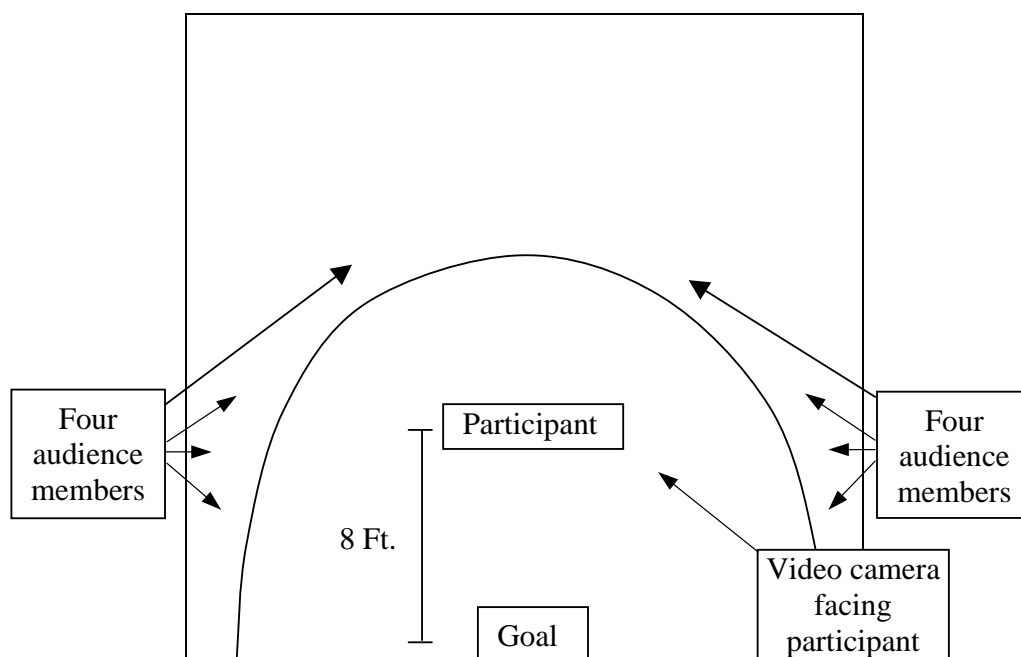 Four
audience
members
Participant
Four
audience
members
8 Ft.
Video camera
facing
participant
Goal